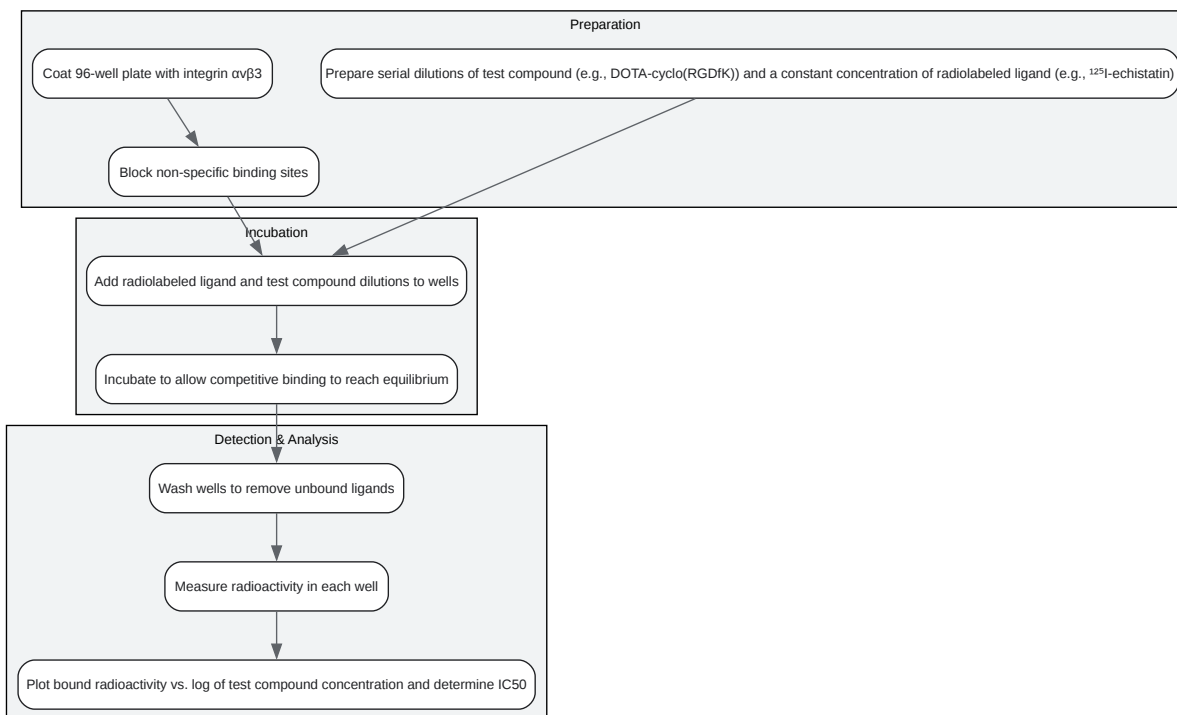 Preparation
Coat 96-well plate with integrin αvβ3
Prepare serial dilutions of test compound (e.g., DOTA-cyclo(RGDfK)) and a constant concentration of radiolabeled ligand (e.g., ¹²⁵I-echistatin)
Block non-specific binding sites
Incubation
Add radiolabeled ligand and test compound dilutions to wells
Incubate to allow competitive binding to reach equilibrium
Detection & Analysis
Wash wells to remove unbound ligands
Measure radioactivity in each well
Plot bound radioactivity vs. log of test compound concentration and determine IC50